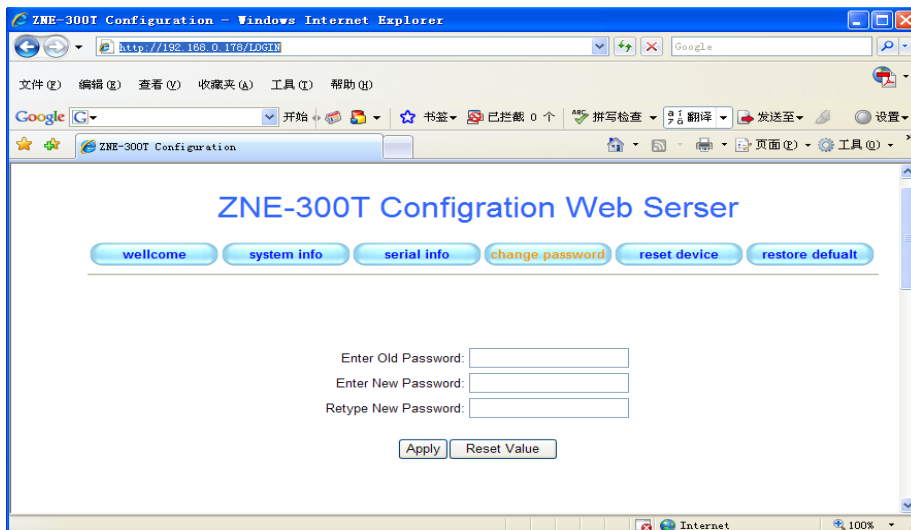 ZNE-300T Configuration - Windows Internet Explorer
http://192.168.0.178/LOGIN
Google
文件(F) 编辑(E) 查看(V) 收藏夹(A) 工具(T) 帮助(H)
Google G 开始 书签 已拦截 0 个 ABC 拼写检查 翻译 发送至 设置
ZNE-300T Configuration 页面(P) 工具(O)
ZNE-300T Configration Web Serser
wellcome system info serial info change password reset device restore defualt
Enter Old Password:
Enter New Password:
Retype New Password:
Apply Reset Value
Internet 100%